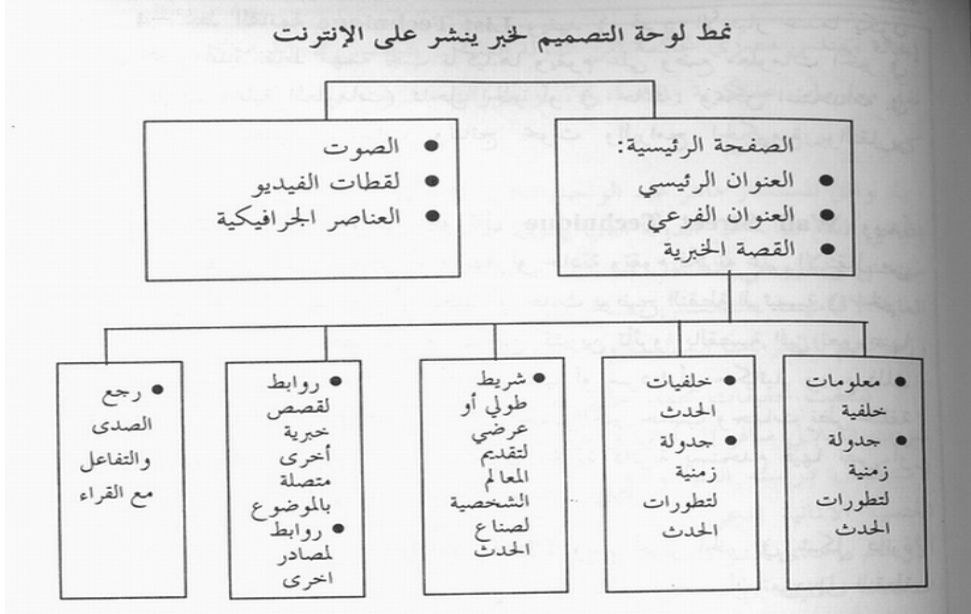 نمط لوحة التصميم لخبر ينشر على الإنترنت
الصفحة الرئيسية:
● العنوان الرئيسي
● العنوان الفرعي
● القصة الخبرية
● الصوت
● لقطات الفيديو
● العناصر الجرافيكية
● معلومات
خلفية
● جدولة
زمنية
لتطورات
الحدث
● خلفيات
الحدث
● جدولة
زمنية
لتطورات
الحدث
● شريط
طولي أو
عرضي
لتقديم
المعالم
الشخصية
لصناع
الحدث
● روابط
لقصص
خبرية
أخرى
متصلة
بالموضوع
● روابط
لمصادر
اخرى
● رجع
الصدى
والتفاعل
مع القراء